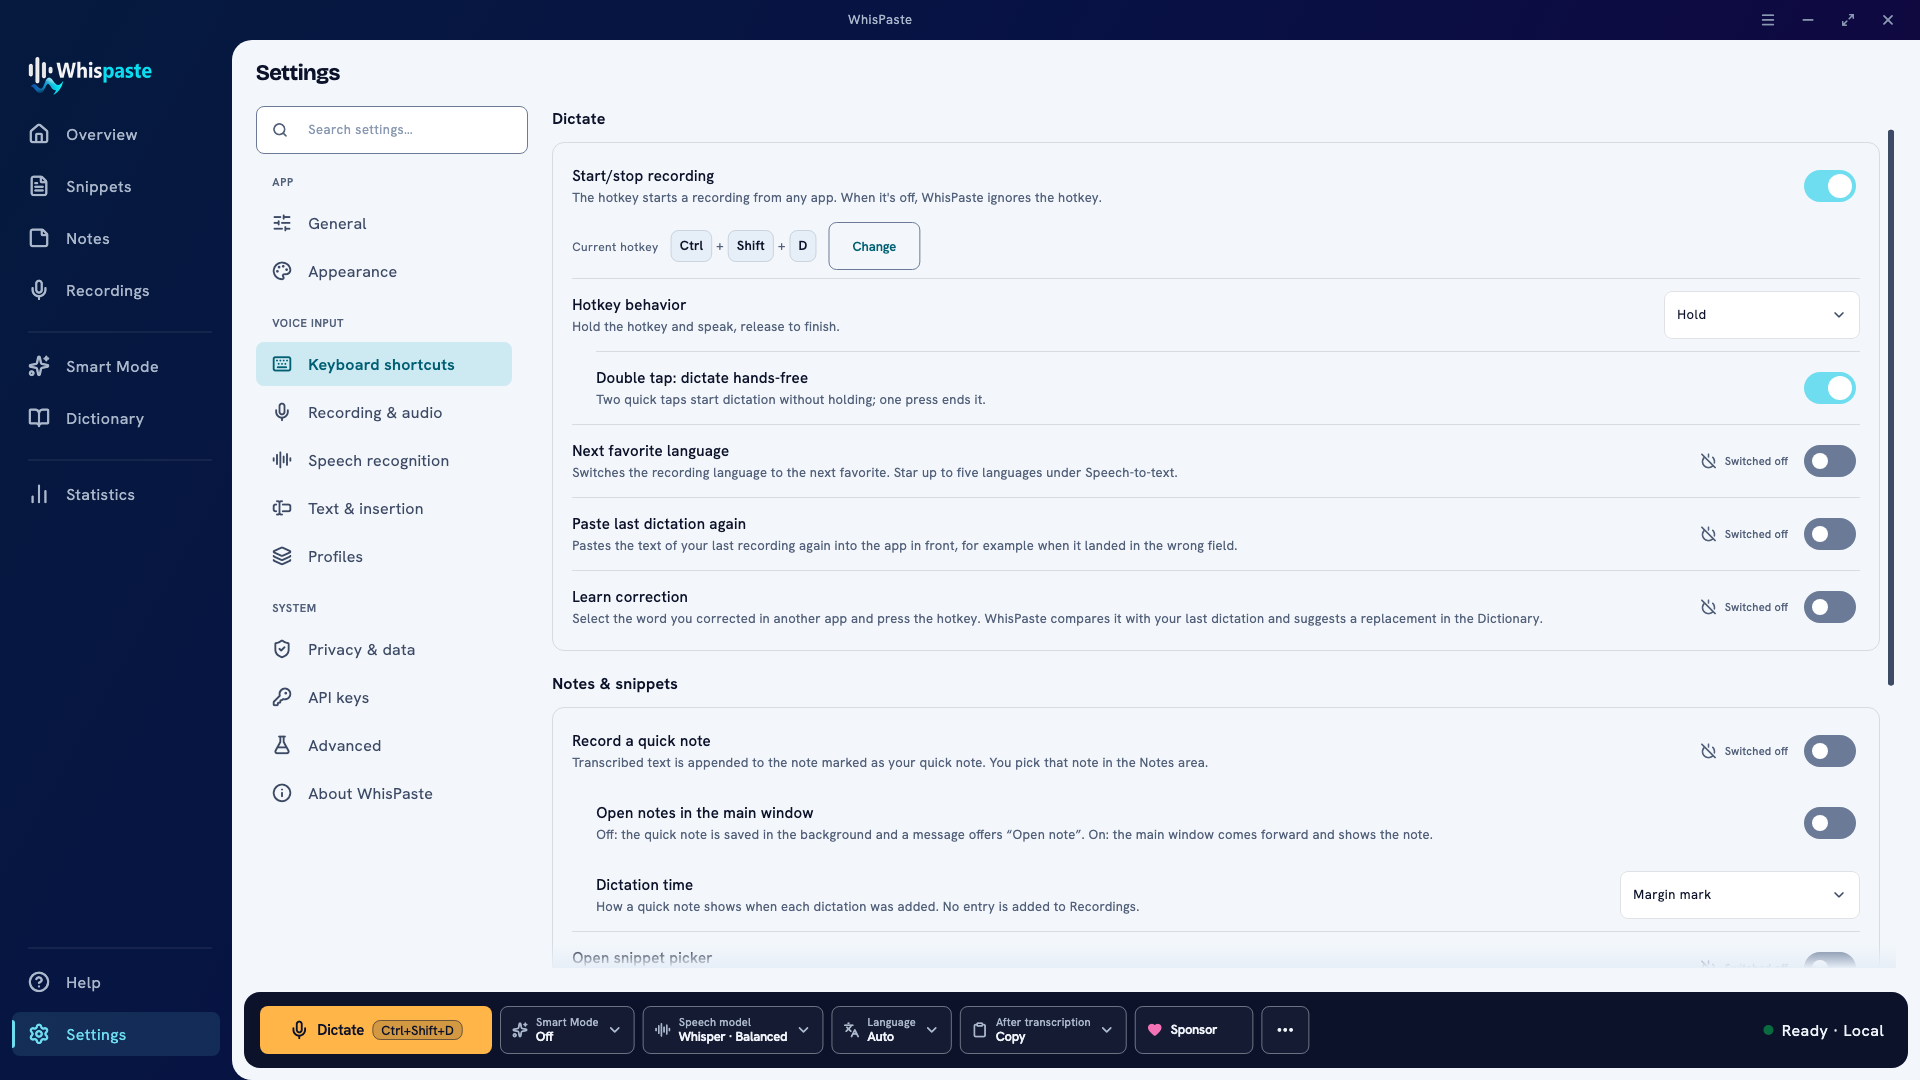 WhisPaste
Whispaste
Overview
Snippets
Notes
Recordings
Smart Mode
Dictionary
Statistics
Help
Settings
Settings
Search settings...
APP
General
Appearance
VOICE INPUT
Keyboard shortcuts
Recording & audio
Speech recognition
Text & insertion
Profiles
SYSTEM
Privacy & data
API keys
Advanced
About WhisPaste
Dictate
Start/stop recording
The hotkey starts a recording from any app. When it's off, WhisPaste ignores the hotkey.
Current hotkey Ctrl + Shift + D Change
Hotkey behavior
Hold the hotkey and speak, release to finish.
Hold
Double tap: dictate hands-free
Two quick taps start dictation without holding; one press ends it.
Next favorite language
Switches the recording language to the next favorite. Star up to five languages under Speech-to-text.
Switched off
Paste last dictation again
Pastes the text of your last recording again into the app in front, for example when it landed in the wrong field.
Switched off
Learn correction
Select the word you corrected in another app and press the hotkey. WhisPaste compares it with your last dictation and suggests a replacement in the Dictionary.
Switched off
Notes & snippets
Record a quick note
Transcribed text is appended to the note marked as your quick note. You pick that note in the Notes area.
Switched off
Open notes in the main window
Off: the quick note is saved in the background and a message offers “Open note”. On: the main window comes forward and shows the note.
Dictation time
How a quick note shows when each dictation was added. No entry is added to Recordings.
Margin mark
Open snippet picker
Switched off
Dictate Ctrl+Shift+D
Smart Mode
Off
Speech model
Whisper · Balanced
Language
Auto
After transcription
Copy
Sponsor
Ready · Local